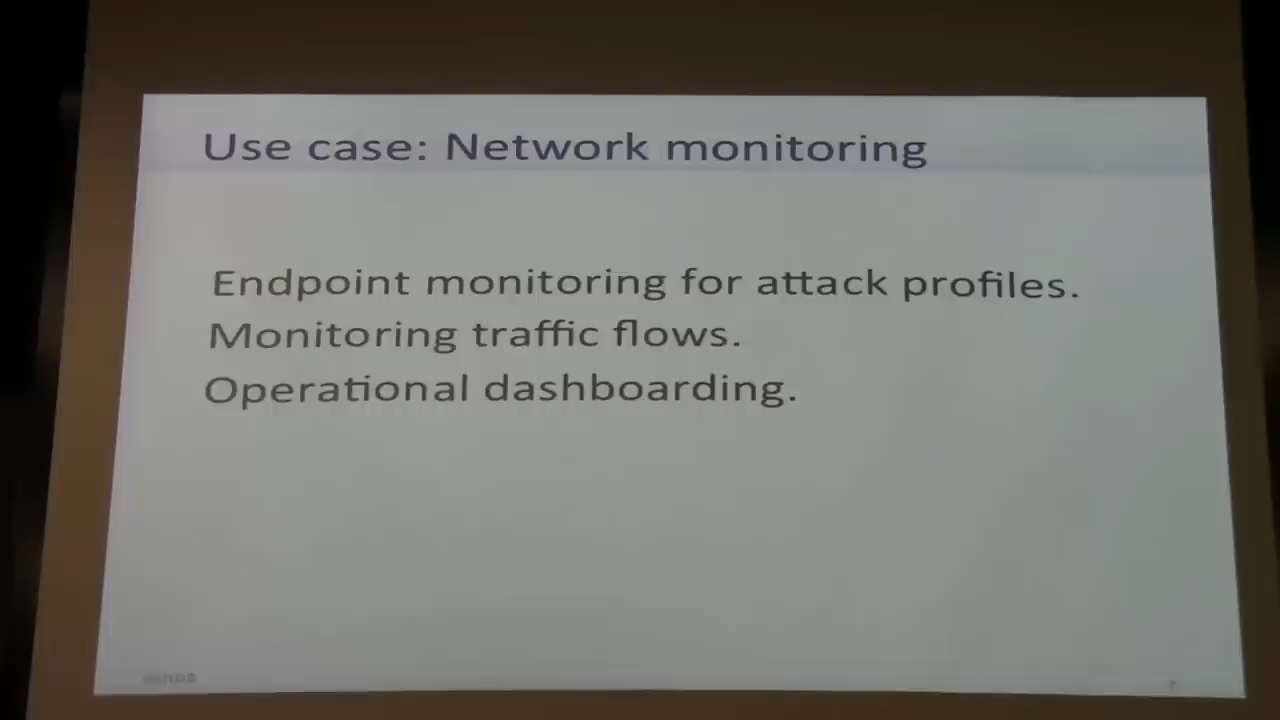 Use case: Network monitoring
Endpoint monitoring for attack profiles.
Monitoring traffic flows.
Operational dashboarding.